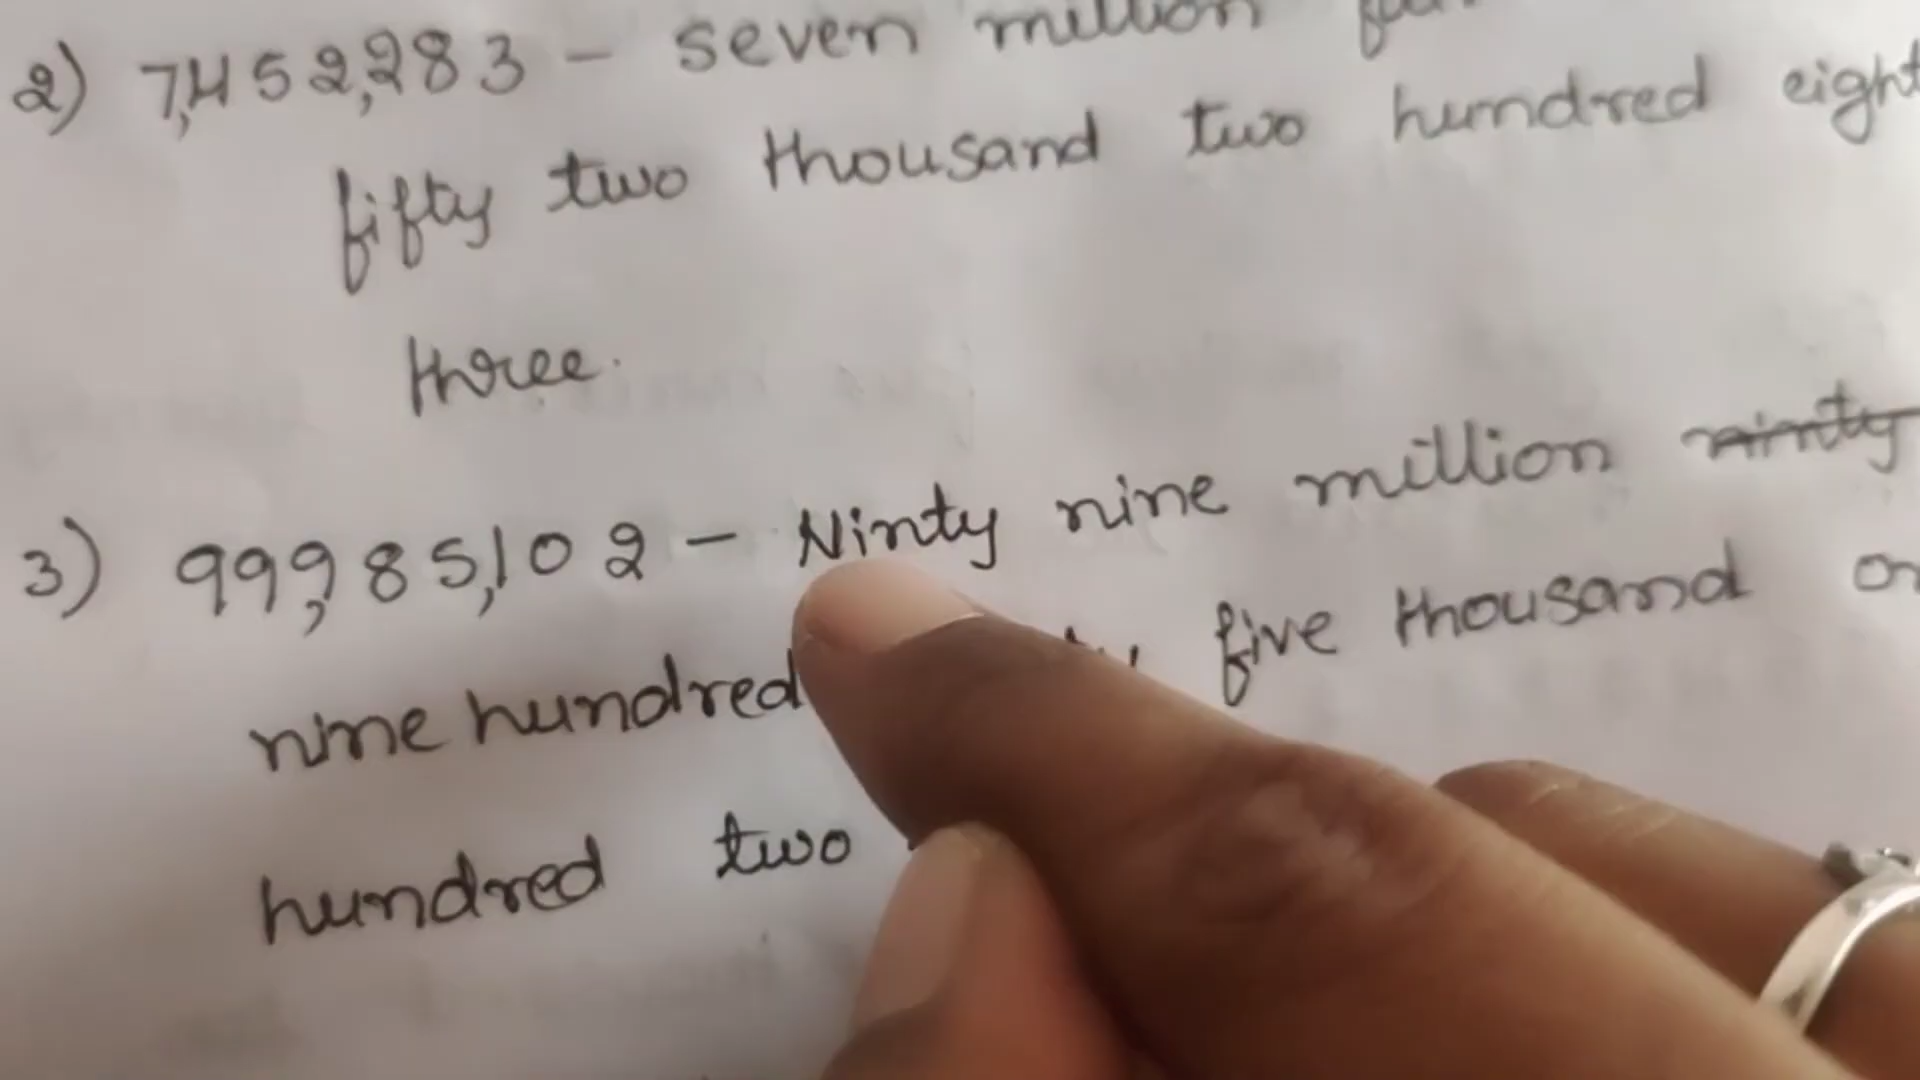 2) 7,452,283 - seven million
fifty two thousand two hundred eight
three.
3) 99,985,102 - Ninty nine million ninty
nine hundred five thousand
hundred two